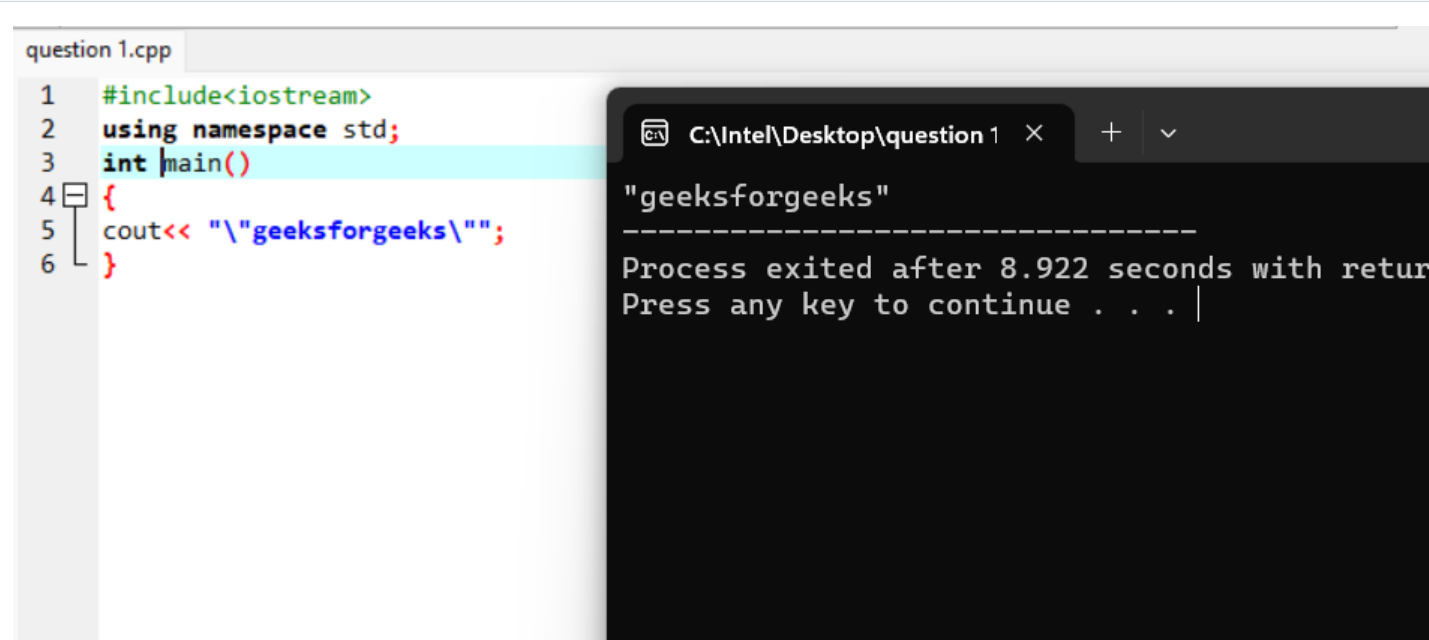 question 1.cpp
1 #include<iostream>
2 using namespace std;
3 int main()
4 {
5 cout<< "\"geeksforgeeks\"";
6 }
C:\Intel\Desktop\question 1
"geeksforgeeks"
--------------------------------
Process exited after 8.922 seconds with retur
Press any key to continue . . .